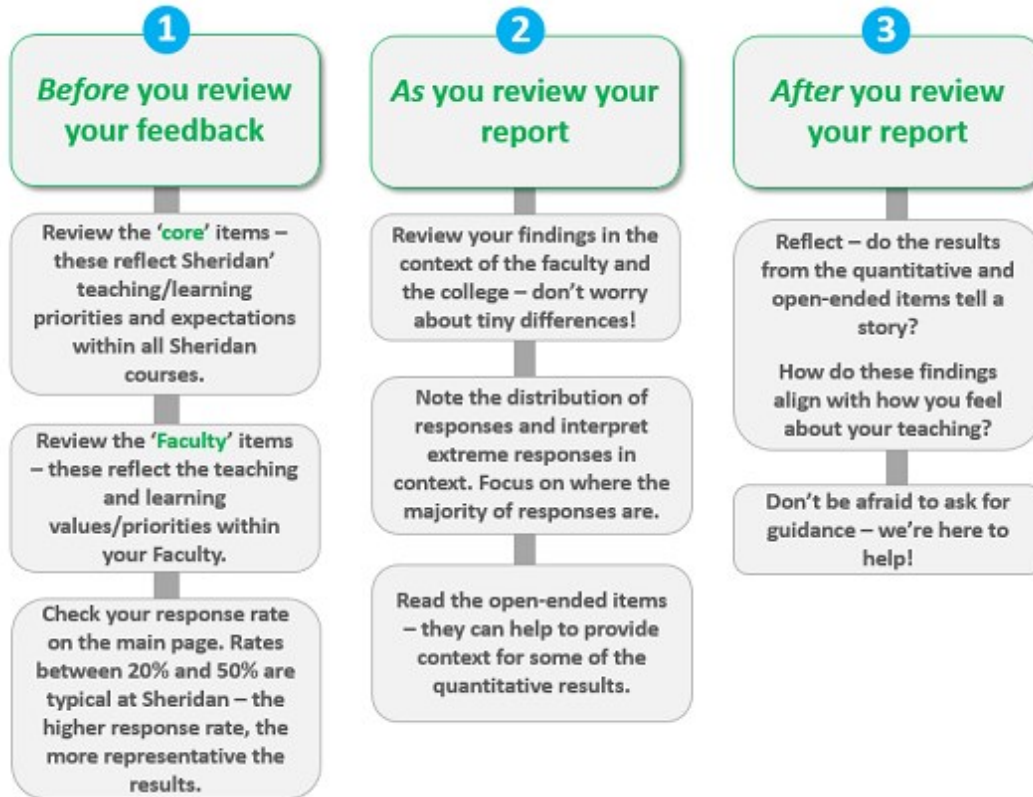 1
Before you review
your feedback
Review the ‘core’ items –
these reflect Sheridan’
teaching/learning
priorities and expectations
within all Sheridan
courses.
Review the ‘Faculty’ items
– these reflect the teaching
and learning
values/priorities within
your Faculty.
Check your response rate
on the main page. Rates
between 20% and 50% are
typical at Sheridan – the
higher response rate, the
more representative the
results.
2
As you review your
report
Review your findings in the
context of the faculty and
the college – don’t worry
about tiny differences!
Note the distribution of
responses and interpret
extreme responses in
context. Focus on where the
majority of responses are.
Read the open-ended items
– they can help to provide
context for some of the
quantitative results.
3
After you review
your report
Reflect – do the results
from the quantitative and
open-ended items tell a
story?
How do these findings
align with how you feel
about your teaching?
Don’t be afraid to ask for
guidance – we’re here to
help!